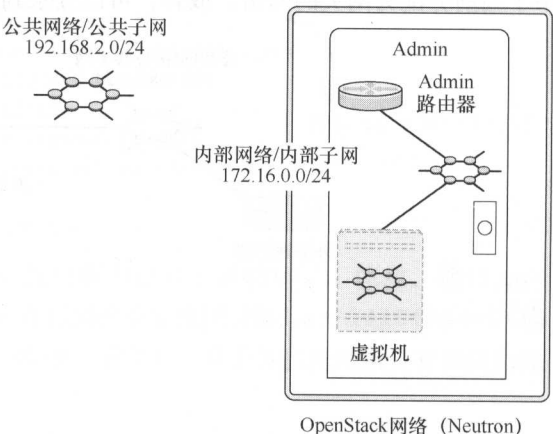 公共网络/公共子网
192.168.2.0/24
Admin
Admin
路由器
内部网络/内部子网
172.16.0.0/24
虚拟机
OpenStack网络（Neutron）